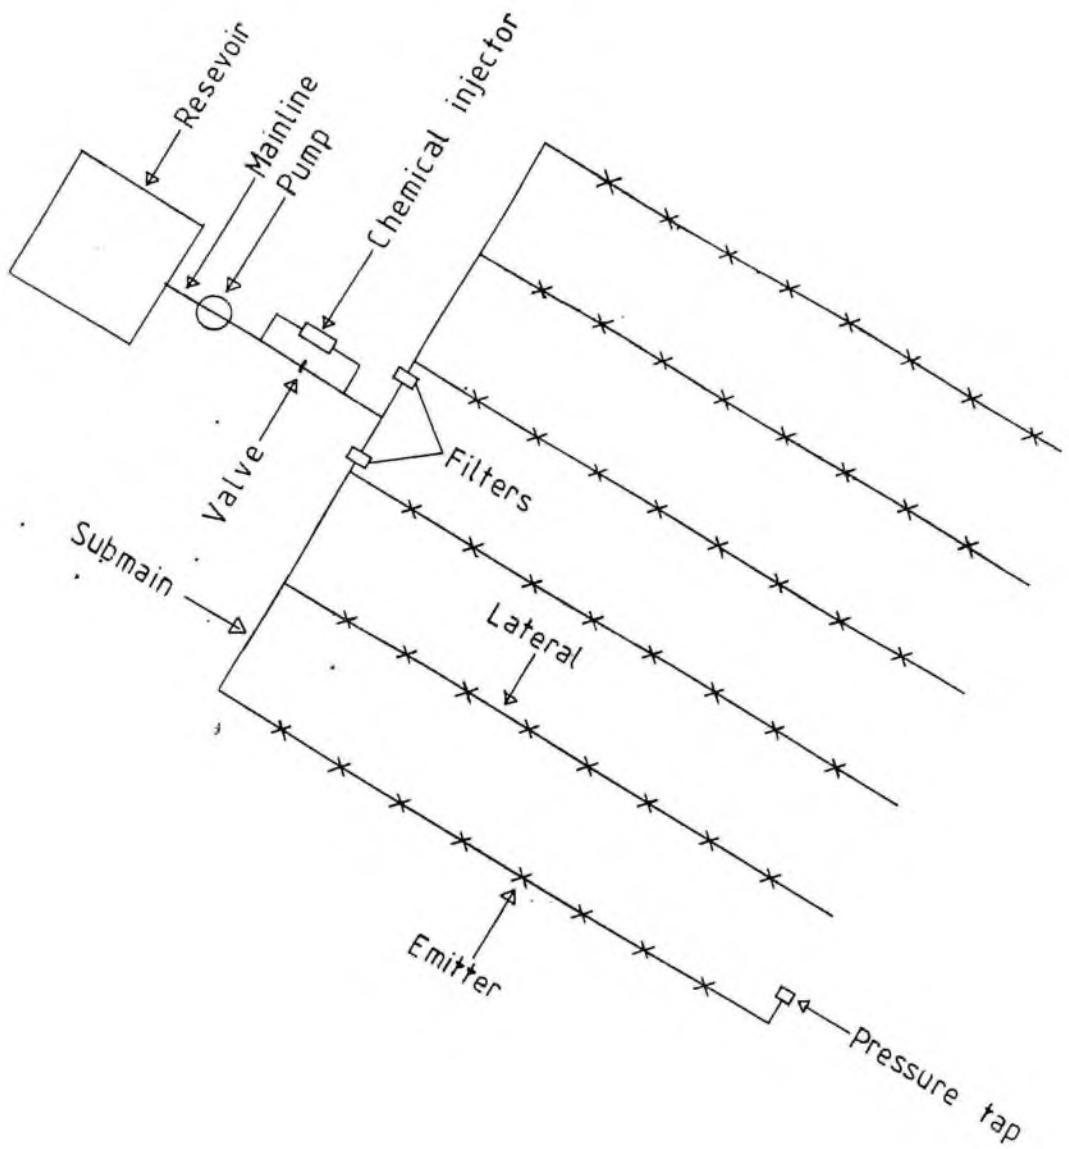 Resevoir
Mainline
Pump
Chemical injector
Valve
Filters
Submain
Lateral
Emitter
Pressure tap